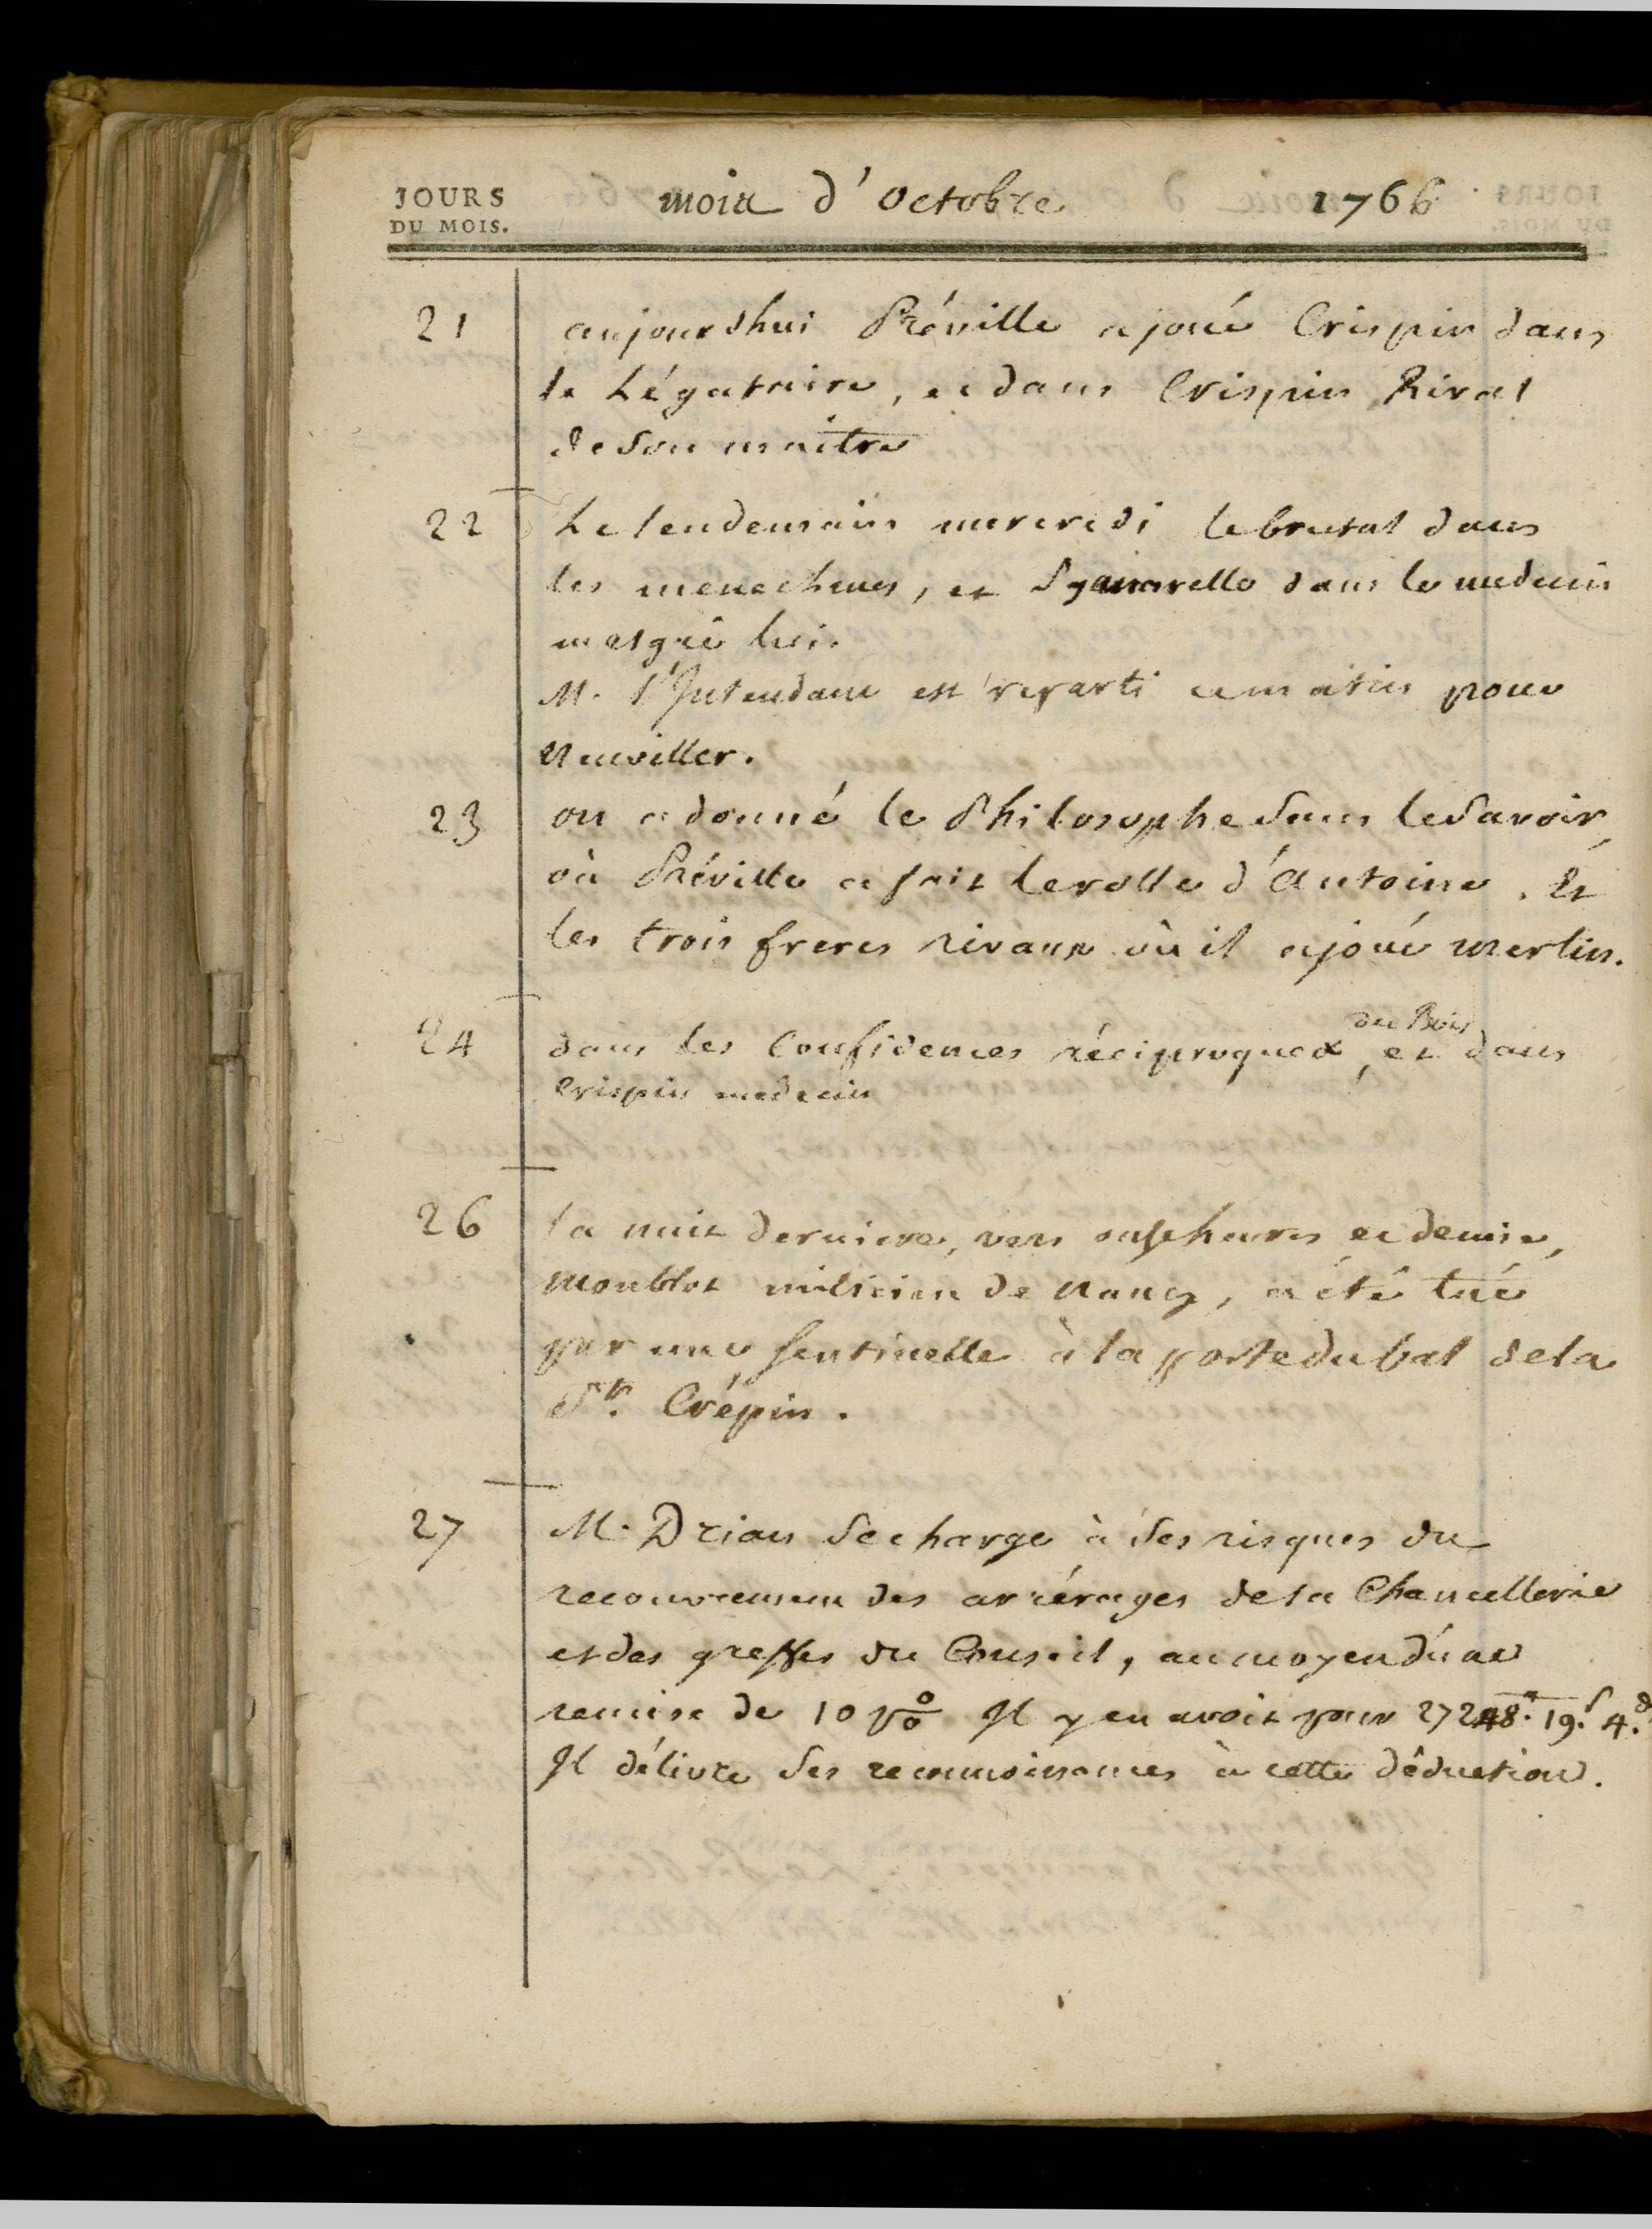 JOURS DU MOIS. mois d'octobre 1766
21 aujourdhui Préville a joué Crispin dans
le Légataire, et dans Crispin Rival
de son maitre
22 Le lendemain mercredi le brutal dans
les menechmes, et Sganarelle dans le medecin
malgré lui.
M. l'Intendant est reparti ce matin pour
Neuviller.
23 on a donné le Philosophe sans le savoir,
où Préville a fait le rolle d'Antoine. Et
les trois freres rivaux où il a joué merlin.
du Bois
24 dans les Confidences réciproques, et dans
Crispin medecin
26 la nuit derniere, vers onze heures et demie,
Moublot milicien de Nancy, a été tué
par une sentinelle à la porte du bal de la
St. Crépin.
27 M. Drian se charge à ses risques du
recouvrement des arrérages de la Chancellerie
et des greffes du Conseil, au moyen d'une
remise de 10 p% Il y en avoit pour 27248.# 19.s 4.d
Il délivre ses reconnoissances à cette déduction.